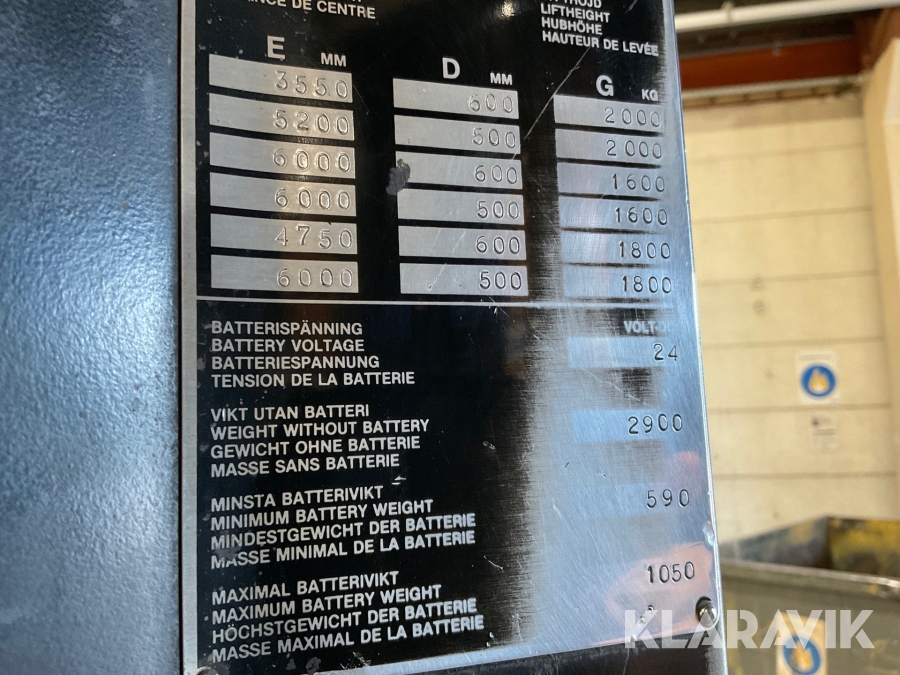 ANCE DE CENTRE
LIFTHEIGHT
HUBHÖHE
HAUTEUR DE LEVÉE
E MM D MM G KG
3550 600 2000
5200 500 2000
6000 600 1600
6000 500 1600
4750 600 1800
6000 500 1800
BATTERISPÄNNING VOLT
BATTERY VOLTAGE 24
BATTERIESPANNUNG
TENSION DE LA BATTERIE
VIKT UTAN BATTERI
WEIGHT WITHOUT BATTERY 2900
GEWICHT OHNE BATTERIE
MASSE SANS BATTERIE
MINSTA BATTERIVIKT 590
MINIMUM BATTERY WEIGHT
MINDESTGEWICHT DER BATTERIE
MASSE MINIMAL DE LA BATTERIE
MAXIMAL BATTERIVIKT 1050
MAXIMUM BATTERY WEIGHT
HÖCHSTGEWICHT DER BATTERIE
MASSE MAXIMAL DE LA BATTERIE
KLARAVIK